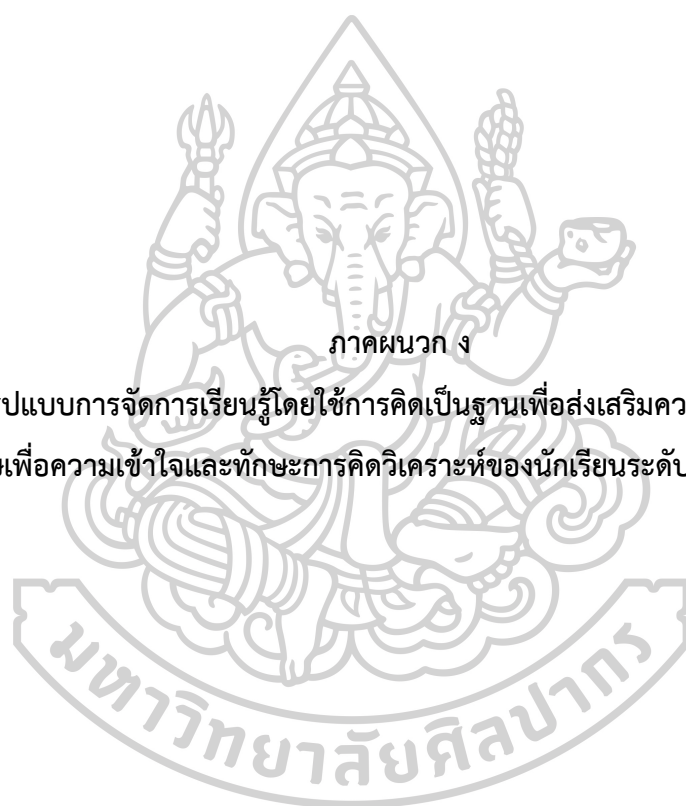 ภาคผนวก ง
ปแบบการจัดการเรียนรู้โดยใช้การคิดเป็นฐานเพื่อส่งเสริมคว
เพื่อความเข้าใจและทักษะการคิดวิเคราะห์ของนักเรียนระดับ
มหาวิทยาลัยศิลปากร